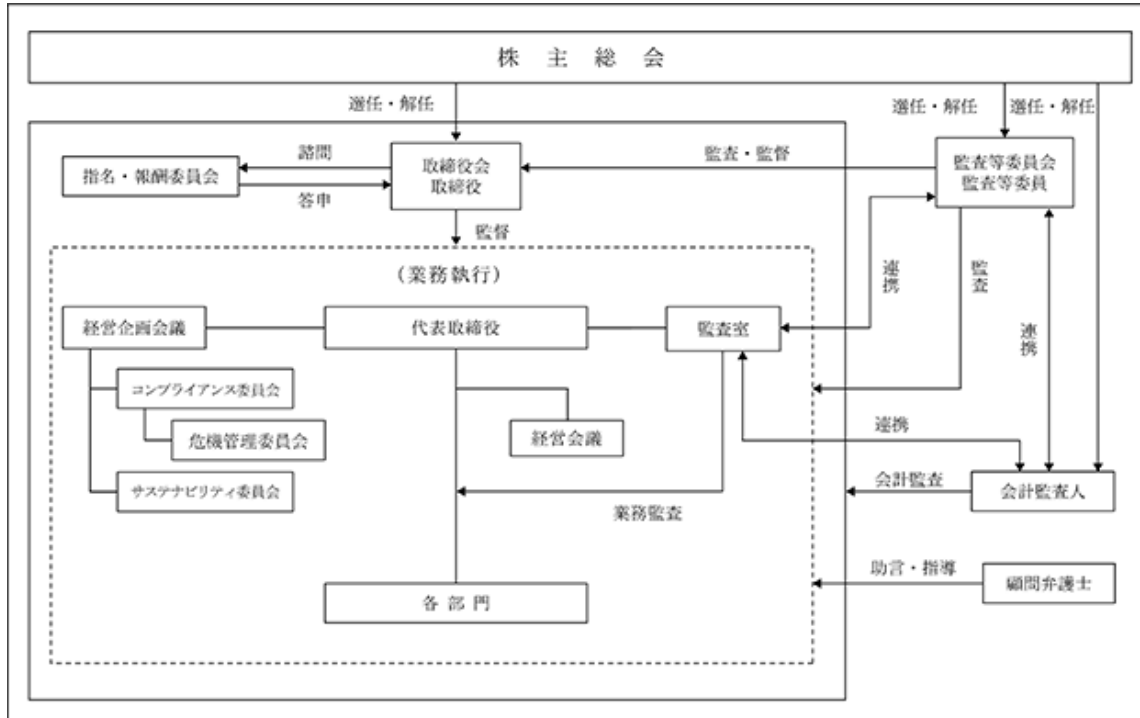 株主総会
選任・解任
選任・解任
選任・解任
諮問
指名・報酬委員会
答申
取締役会
取締役
監査・監督
監査等委員会
監査等委員
監督
(業務執行)
連携
監査
連携
経営企画会議
代表取締役
監査室
コンプライアンス委員会
危機管理委員会
経営会議
連携
サステナビリティ委員会
業務監査
会計監査
会計監査人
助言・指導
顧問弁護士
各部門